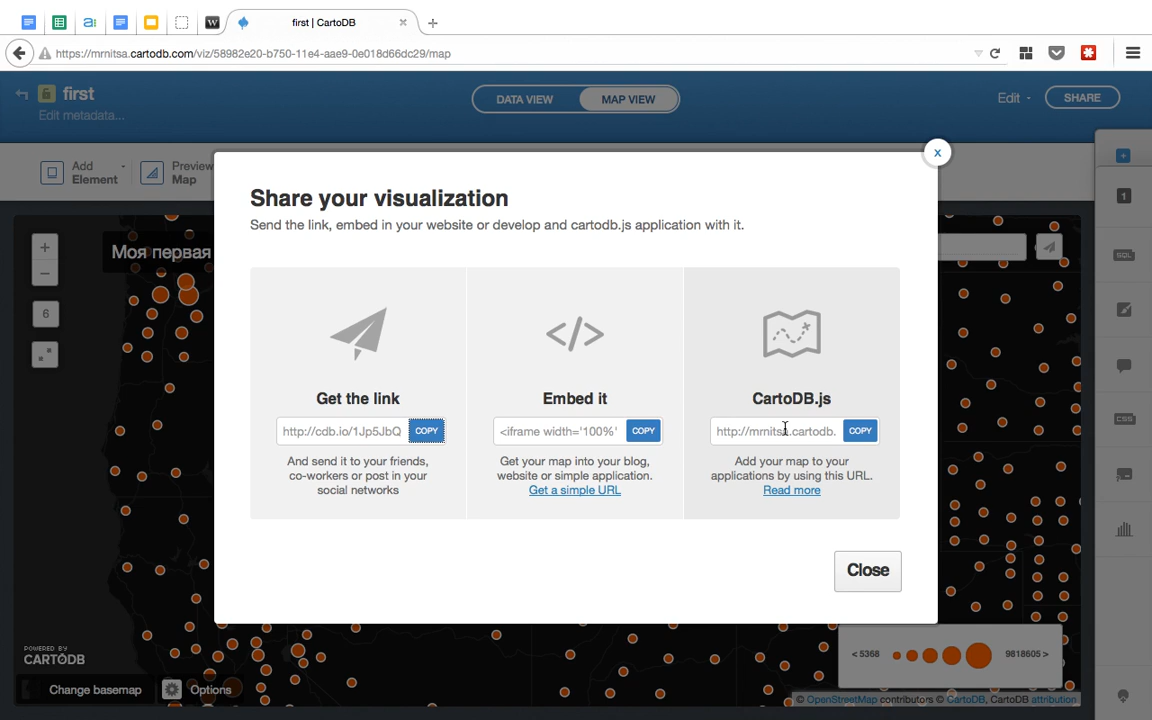 first | CartoDB
https://mrnitsa.cartodb.com/viz/58982e20-b750-11e4-aae9-0e018d66dc29/map
first
Edit metadata...
DATA VIEW
MAP VIEW
Edit
SHARE
Add Element
Preview Map
Моя первая
Share your visualization
Send the link, embed in your website or develop and cartodb.js application with it.
Get the link
http://cdb.io/1Jp5JbQ
COPY
And send it to your friends,
co-workers or post in your
social networks
Embed it
<iframe width='100%'
COPY
Get your map into your blog,
website or simple application.
Get a simple URL
CartoDB.js
http://mrnitsa.cartodb.
COPY
Add your map to your
applications by using this URL.
Read more
Close
6
1
SQL
CSS
< 5368
9818605 >
POWERED BY
CARTODB
Change basemap
Options
© OpenStreetMap contributors © CartoDB, CartoDB attribution